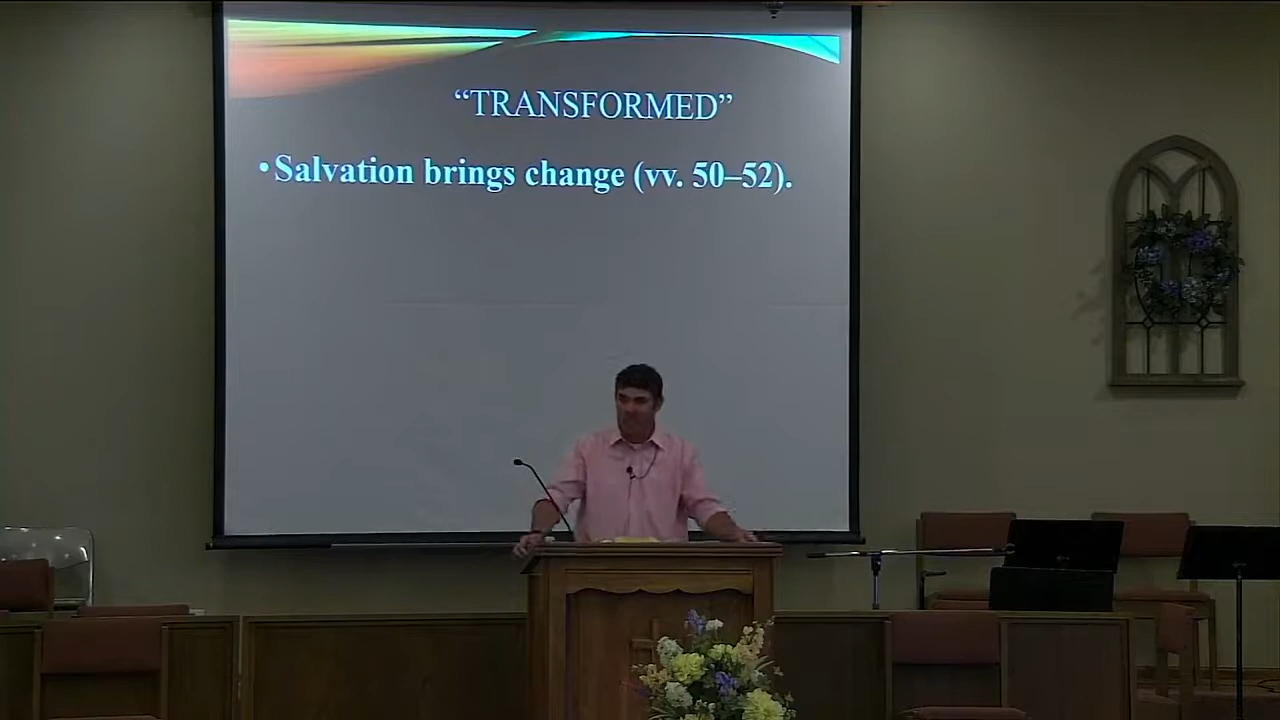 “TRANSFORMED”
•Salvation brings change (vv. 50–52).